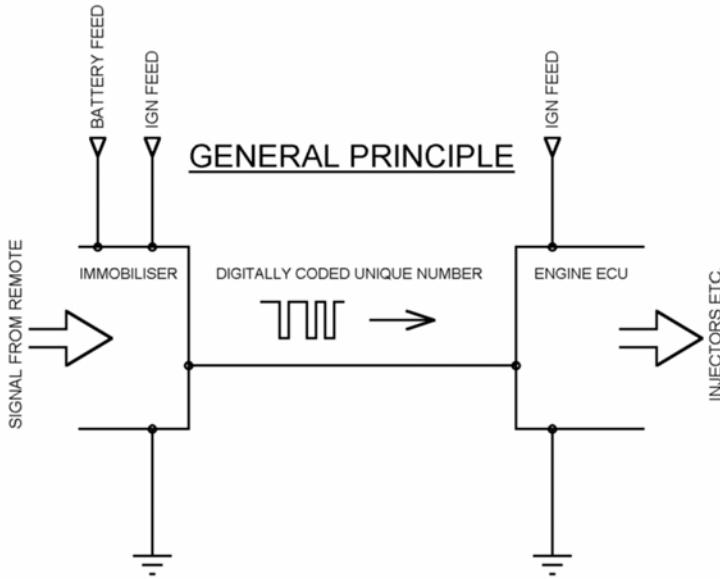 BATTERY FEED
IGN FEED
IGN FEED
GENERAL PRINCIPLE
SIGNAL FROM REMOTE
IMMOBILISER
DIGITALLY CODED UNIQUE NUMBER
ENGINE ECU
INJECTORS ETC.